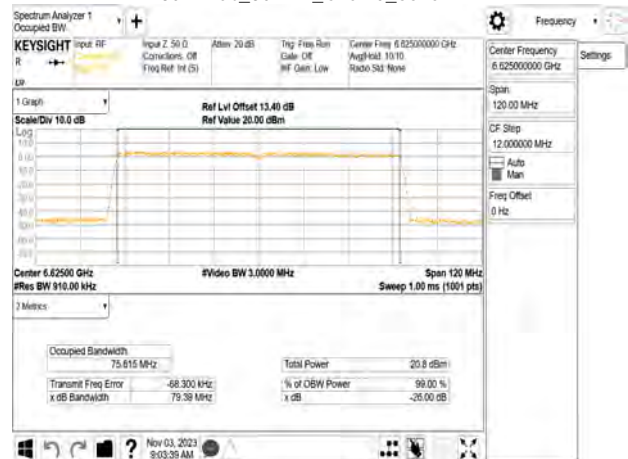 Spectrum Analyzer 1
Occupied BW
Frequency
KEYSIGHT
R
Input: RF
Input Z: 50 Ω
Corrections: Off
Freq Ref: Int (S)
Atten: 20 dB
Trig: Free Run
Gate: Off
#IF Gain: Low
Center Freq: 6.625000000 GHz
Avg|Hold: 10/10
Radio Std: None
Center Frequency
6.625000000 GHz
Settings
Span
120.00 MHz
CF Step
12.000000 MHz
Auto
Man
Freq Offset
0 Hz
1 Graph
Scale/Div 10.0 dB
Ref Lvl Offset 13.40 dB
Ref Value 20.00 dBm
Log
Center 6.62500 GHz
#Res BW 910.00 kHz
#Video BW 3.0000 MHz
Span 120 MHz
Sweep 1.00 ms (1001 pts)
2 Metrics
Occupied Bandwidth
75.615 MHz
Total Power
20.8 dBm
Transmit Freq Error
-68.300 kHz
% of OBW Power
99.00 %
x dB Bandwidth
79.39 MHz
x dB
-26.00 dB
Nov 03, 2023
9:03:39 AM